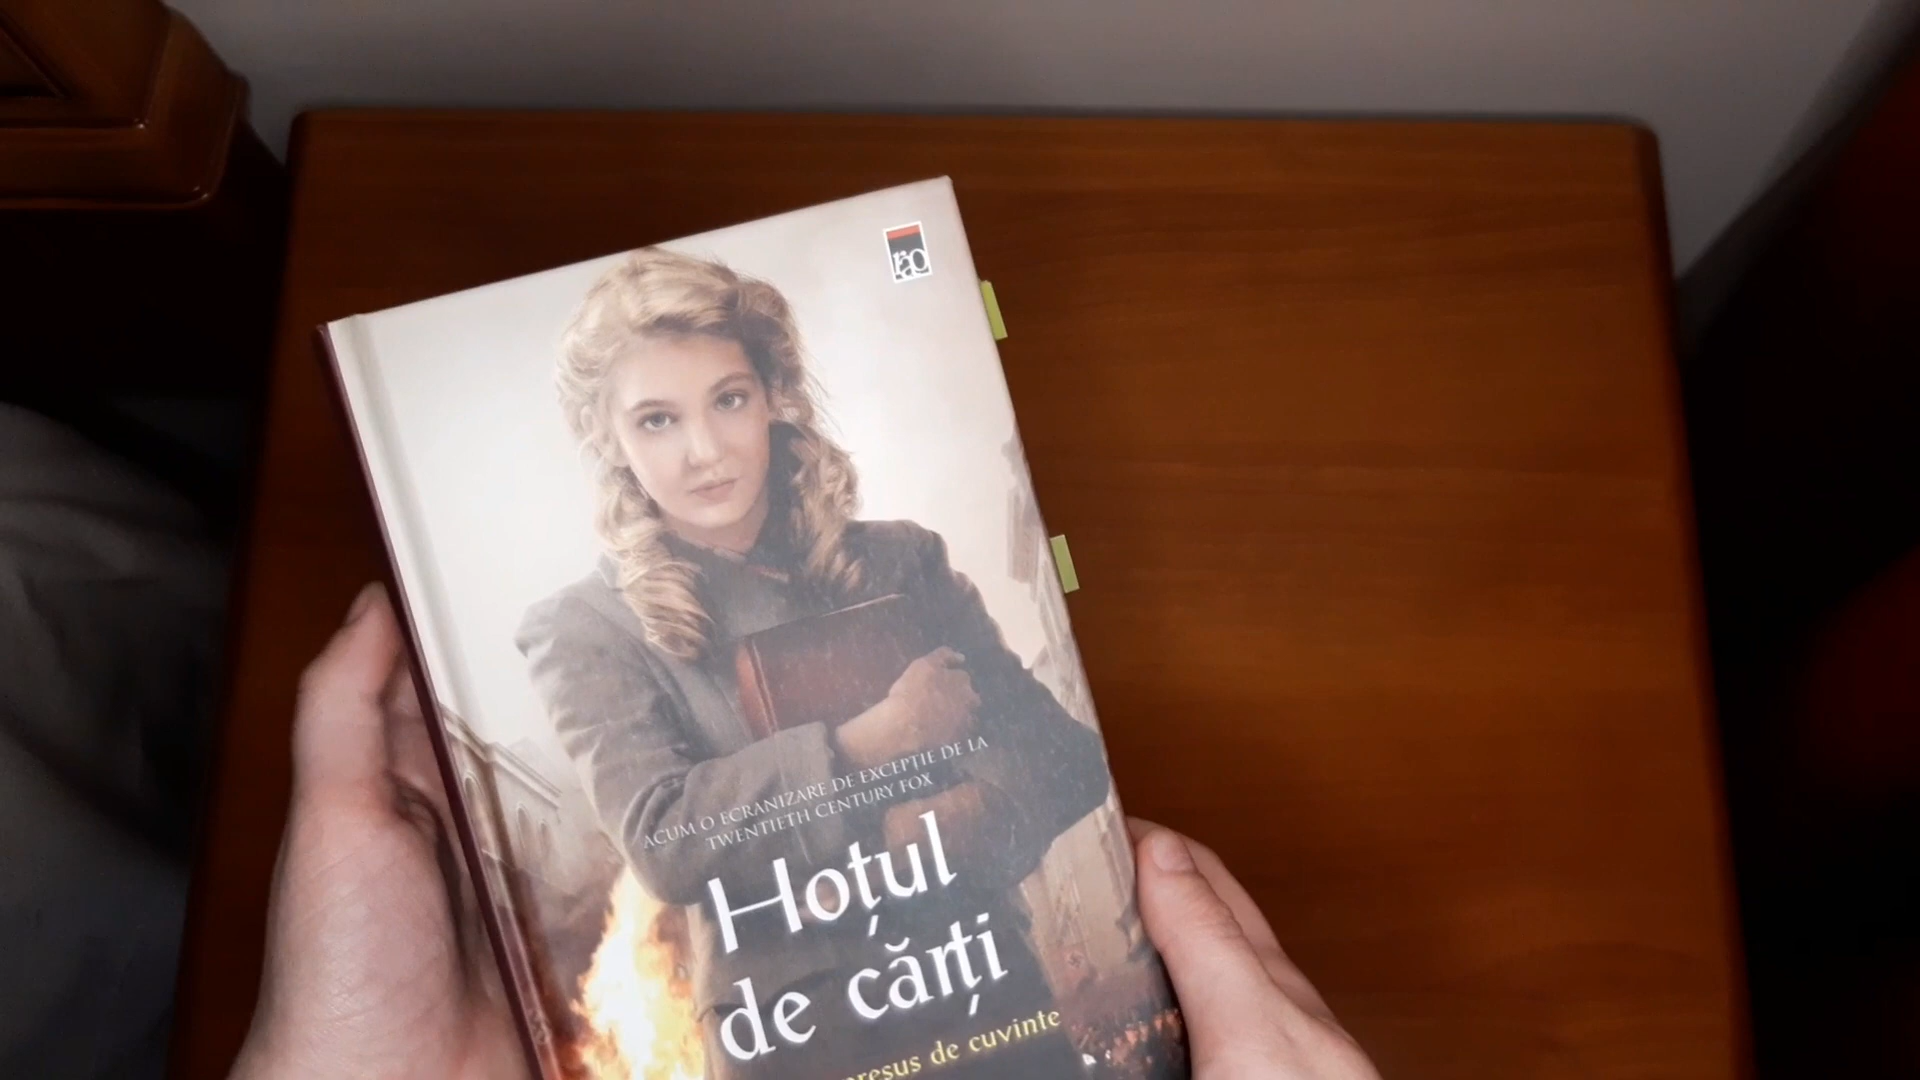 rao
ACUM O ECRANIZARE DE EXCEPȚIE DE LA
TWENTIETH CENTURY FOX
Hoțul
de cărți
de cuvinte